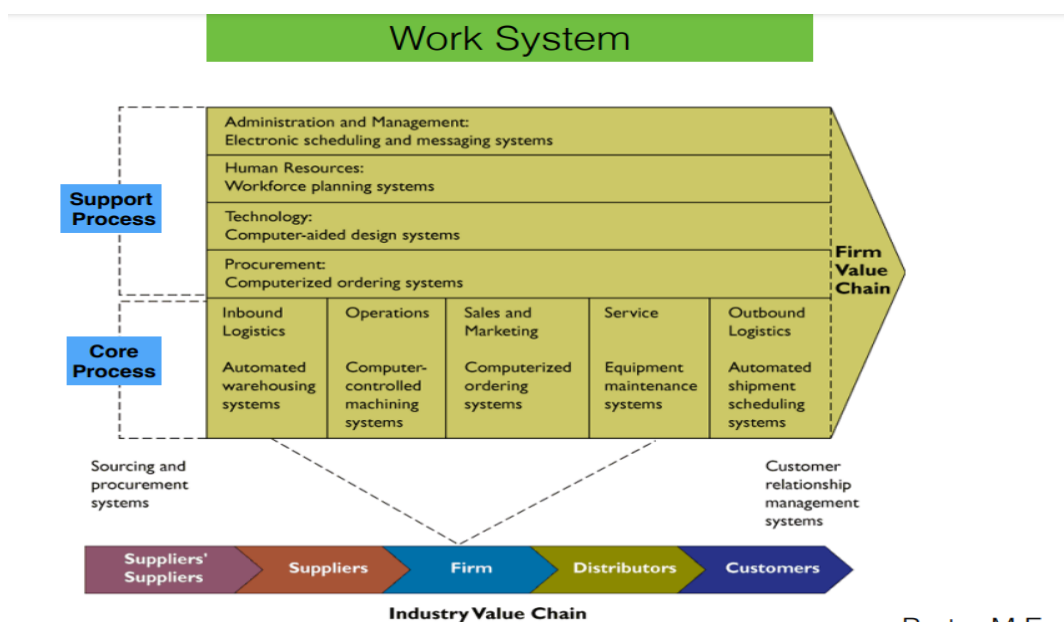 Work System
Administration and Management:
Electronic scheduling and messaging systems
Human Resources:
Workforce planning systems
Support
Process
Technology:
Computer-aided design systems
Procurement:
Computerized ordering systems
Firm
Value
Chain
Core
Process
Inbound
Logistics
Automated
warehousing
systems
Operations
Computer-
controlled
machining
systems
Sales and
Marketing
Computerized
ordering
systems
Service
Equipment
maintenance
systems
Outbound
Logistics
Automated
shipment
scheduling
systems
Sourcing and
procurement
systems
Customer
relationship
management
systems
Suppliers'
Suppliers
Suppliers
Firm
Distributors
Customers
Industry Value Chain